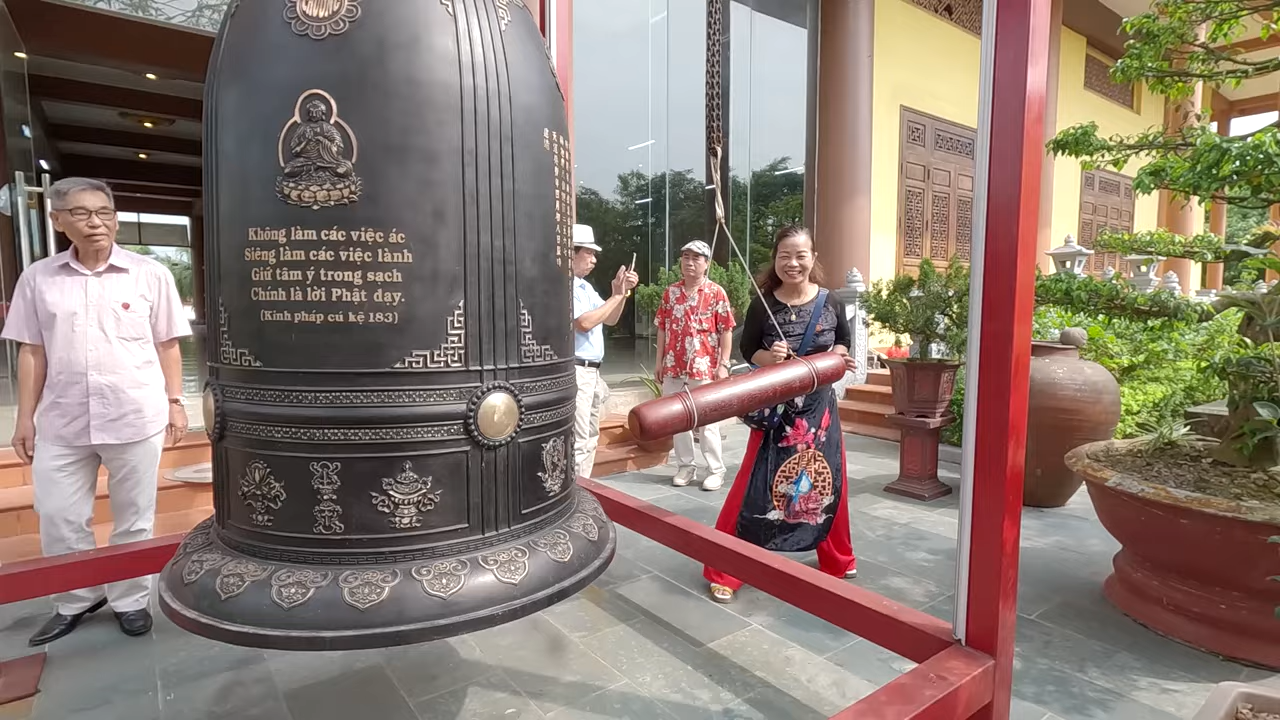 Không làm các việc ác
Siêng làm các việc lành
Giữ tâm ý trong sạch
Chính là lời Phật dạy.
(Kinh pháp cú kệ 183)